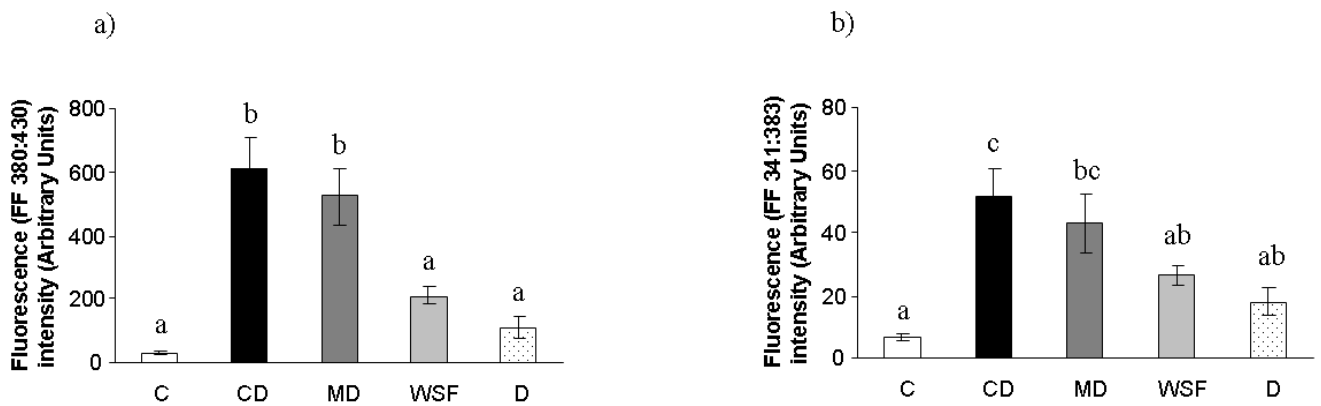 a)
Fluorescence (FF 380:430)
intensity (Arbitrary Units)
800
600
400
200
0
a
b
b
a
a
C
CD
MD
WSF
D
b)
Fluorescence (FF 341:383)
intensity (Arbitrary Units)
80
60
40
20
0
a
c
bc
ab
ab
C
CD
MD
WSF
D